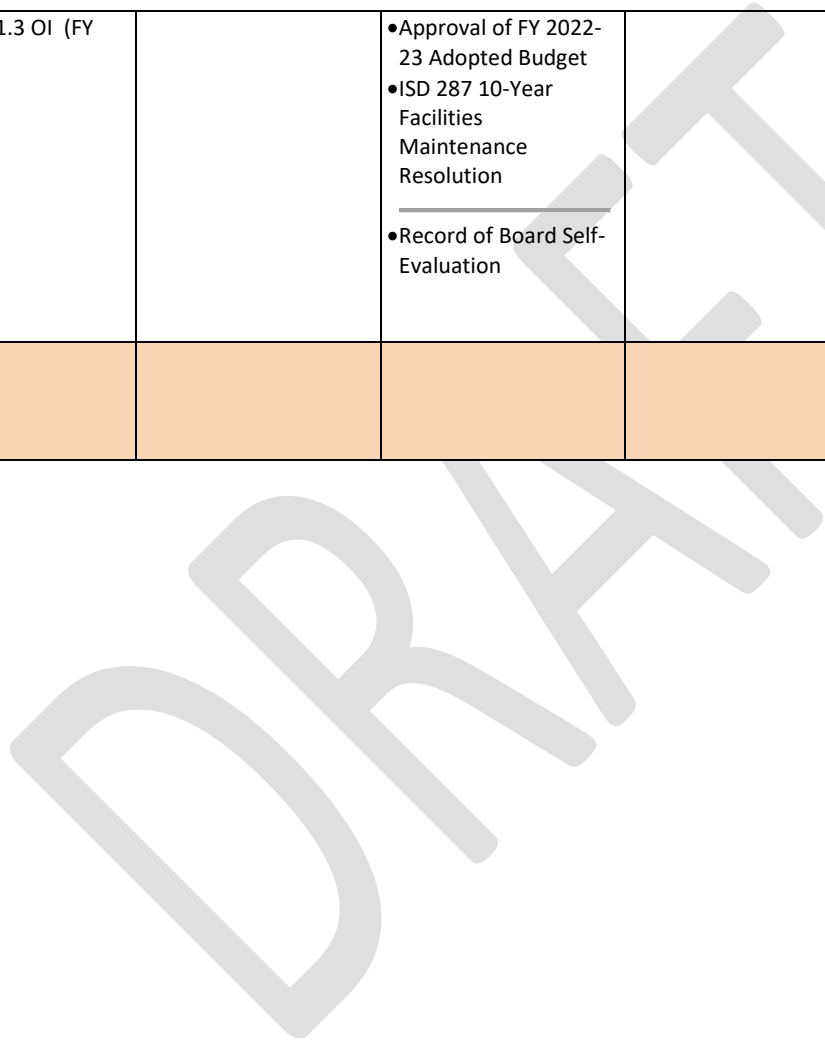 1.3 OI (FY
•Approval of FY 2022-
23 Adopted Budget
•ISD 287 10-Year
Facilities
Maintenance
Resolution
•Record of Board Self-
Evaluation
DRAFT